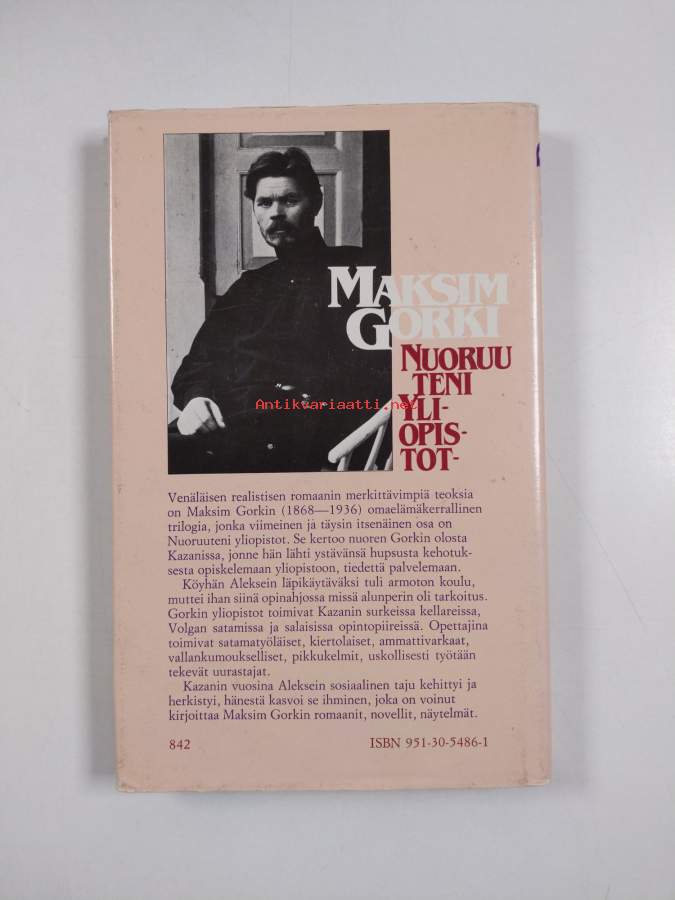 MAKSIM
GORKI
NUORUU
TENI
YLI-
OPIS-
TOT-
Antikvariaatti.net
Venäläisen realistisen romaanin merkittävimpiä teoksia
on Maksim Gorkin (1868—1936) omaelämäkerrallinen
trilogia, jonka viimeinen ja täysin itsenäinen osa on
Nuoruuteni yliopistot. Se kertoo nuoren Gorkin olosta
Kazanissa, jonne hän lähti ystävänsä hupsusta kehotuk-
sesta opiskelemaan yliopistoon, tiedettä palvelemaan.
Köyhän Aleksein läpikäytäväksi tuli armoton koulu,
muttei ihan siinä opinahjossa missä alunperin oli tarkoitus.
Gorkin yliopistot toimivat Kazanin surkeissa kellareissa,
Volgan satamissa ja salaisissa opintopiireissä. Opettajina
toimivat satamatyöläiset, kiertolaiset, ammattivarkaat,
vallankumoukselliset, pikkukelmit, uskollisesti työtään
tekevät uurastajat.
Kazanin vuosina Aleksein sosiaalinen taju kehittyi ja
herkistyi, hänestä kasvoi se ihminen, joka on voinut
kirjoittaa Maksim Gorkin romaanit, novellit, näytelmät.
842
ISBN 951-30-5486-1